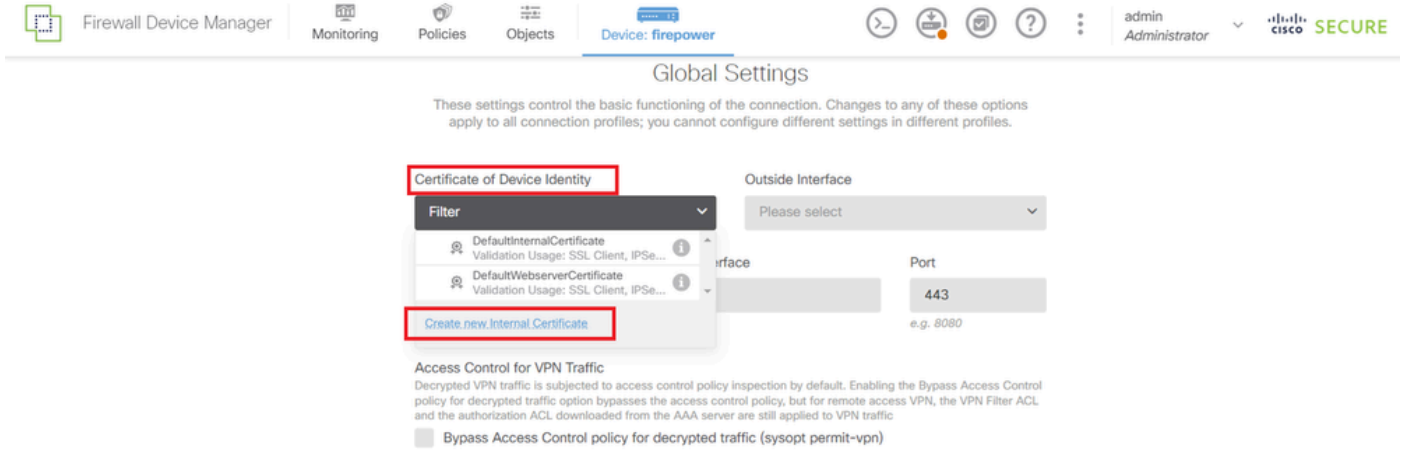 Firewall Device Manager
Monitoring
Policies
Objects
Device: firepower
admin
Administrator
CISCO SECURE
Global Settings
These settings control the basic functioning of the connection. Changes to any of these options
apply to all connection profiles; you cannot configure different settings in different profiles.
Certificate of Device Identity
Outside Interface
Filter
Please select
DefaultInternalCertificate
Validation Usage: SSL Client, IPSe...
DefaultWebserverCertificate
Validation Usage: SSL Client, IPSe...
rface
Port
443
Create new Internal Certificate
e.g. 8080
Access Control for VPN Traffic
Decrypted VPN traffic is subjected to access control policy inspection by default. Enabling the Bypass Access Control
policy for decrypted traffic option bypasses the access control policy, but for remote access VPN, the VPN Filter ACL
and the authorization ACL downloaded from the AAA server are still applied to VPN traffic
Bypass Access Control policy for decrypted traffic (sysopt permit-vpn)